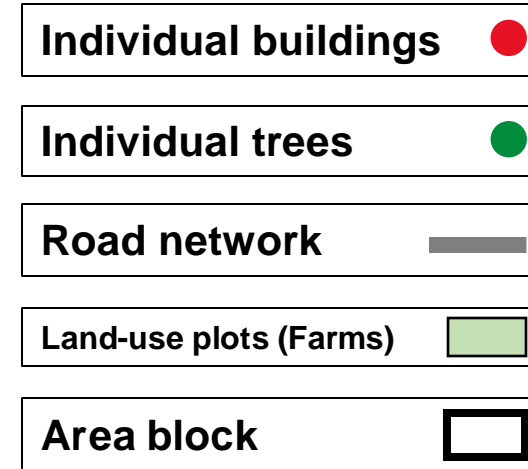 Individual buildings
Individual trees
Road network
Land-use plots (Farms)
Area block